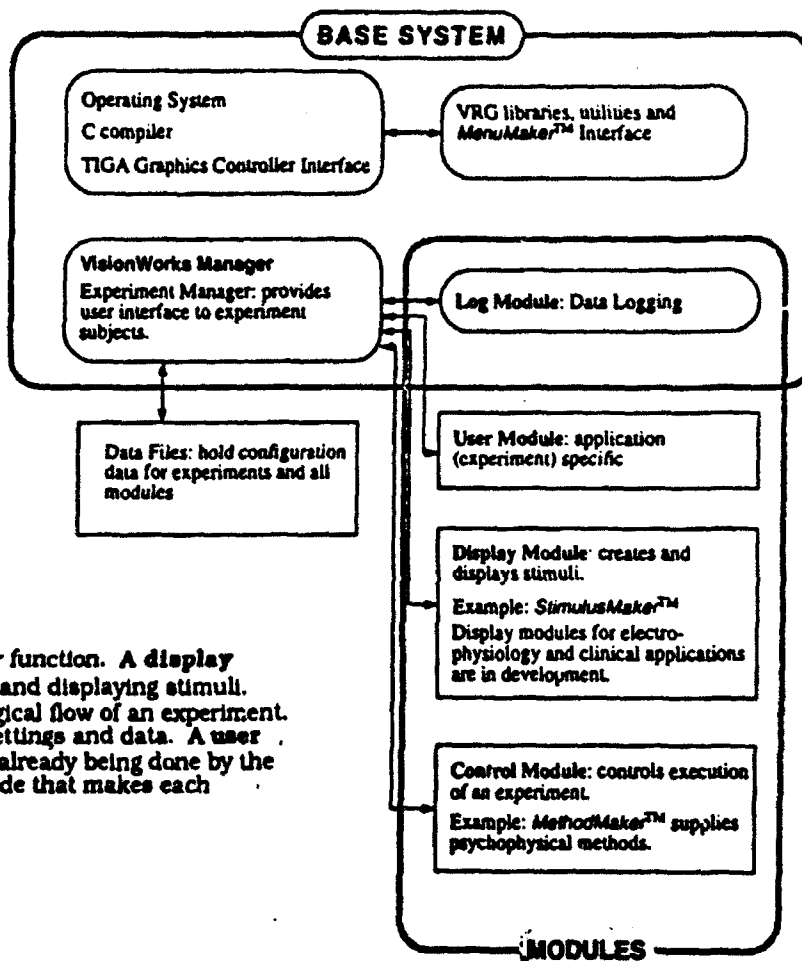 BASE SYSTEM
Operating System
C compiler
TIGA Graphics Controller Interface
VRG libraries, utilities and
MenuMaker™ Interface
VisionWorks Manager
Experiment Manager: provides
user interface to experiment
subjects.
Log Module: Data Logging
Data Files: hold configuration
data for experiments and all
modules
User Module: application
(experiment) specific
Display Module: creates and
displays stimuli.
Example: StimulusMaker™
Display modules for electro-
physiology and clinical applications
are in development.
function. A display
and displaying stimuli.
flow of an experiment.
and data. A user
already being done by the
that makes each
Control Module: controls execution
of an experiment.
Example: MethodMaker™ supplies
psychophysical methods.
MODULES